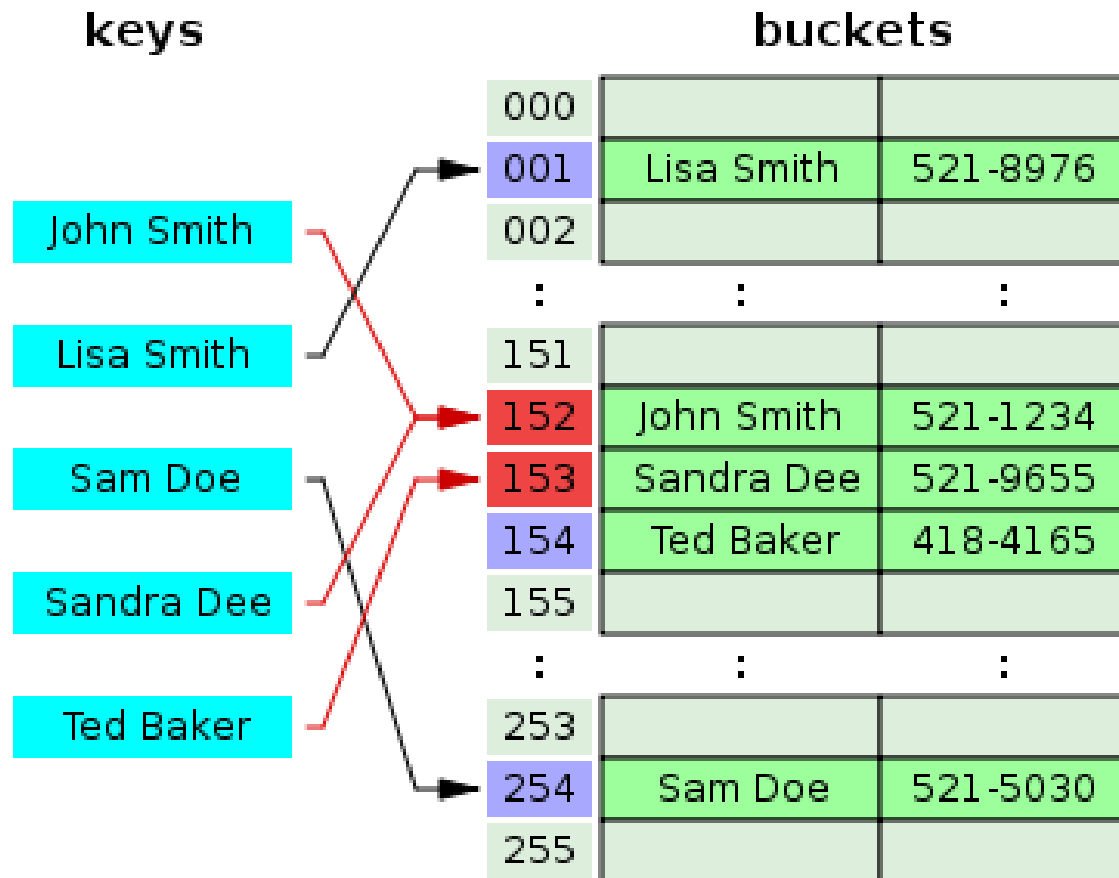 keys
buckets
000
001 Lisa Smith 521-8976
002
: : :
151
152 John Smith 521-1234
153 Sandra Dee 521-9655
154 Ted Baker 418-4165
155
: : :
253
254 Sam Doe 521-5030
255
John Smith
Lisa Smith
Sam Doe
Sandra Dee
Ted Baker